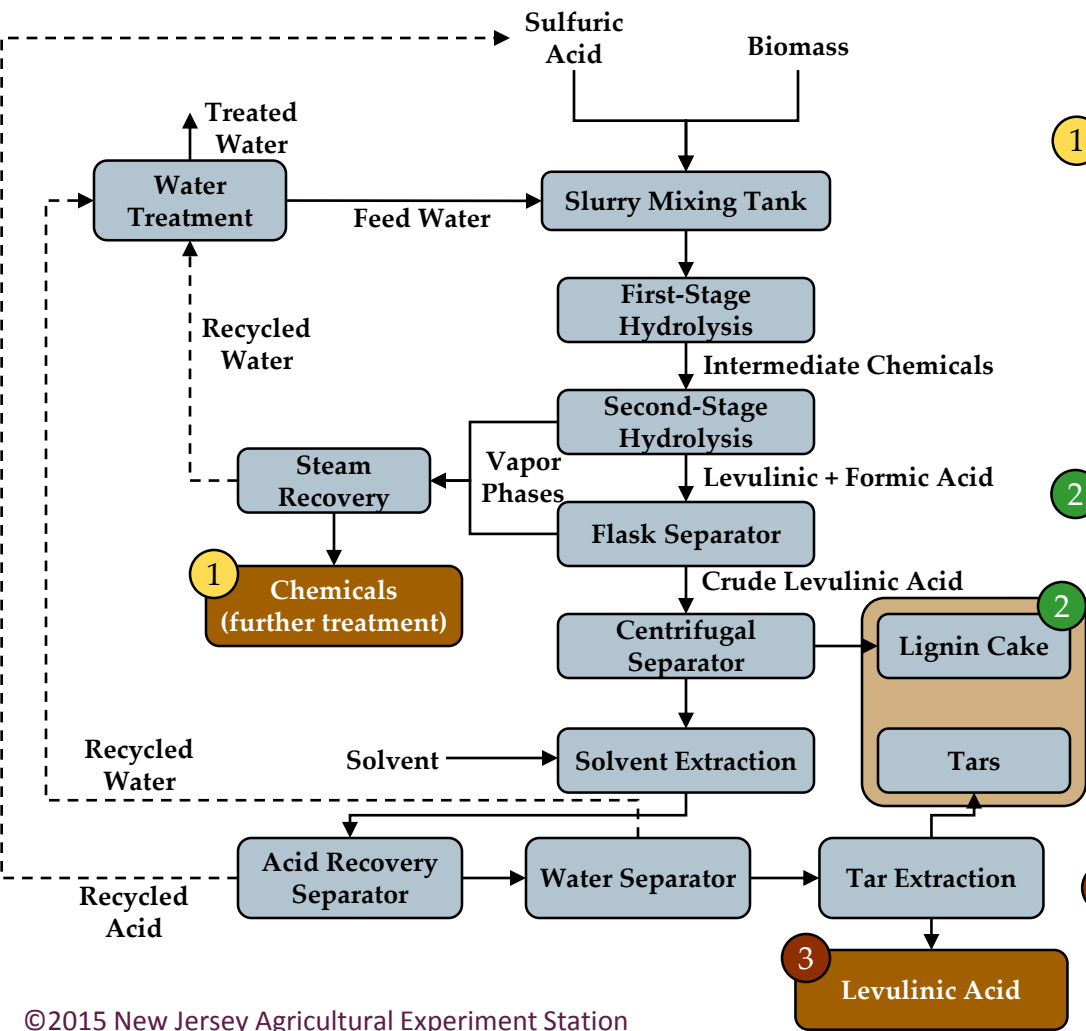 Sulfuric
Acid
Biomass
Treated
Water
1
Water
Treatment
Feed Water
Slurry Mixing Tank
First-Stage
Hydrolysis
Recycled
Water
Intermediate Chemicals
Second-Stage
Hydrolysis
Steam
Recovery
Vapor
Phases
Levulinic + Formic Acid
2
Flask Separator
1
Chemicals
(further treatment)
Crude Levulinic Acid
2
Centrifugal
Separator
Lignin Cake
Recycled
Water
Solvent
Solvent Extraction
Tars
Acid Recovery
Separator
Water Separator
Tar Extraction
Recycled
Acid
3
Levulinic Acid
©2015 New Jersey Agricultural Experiment Station